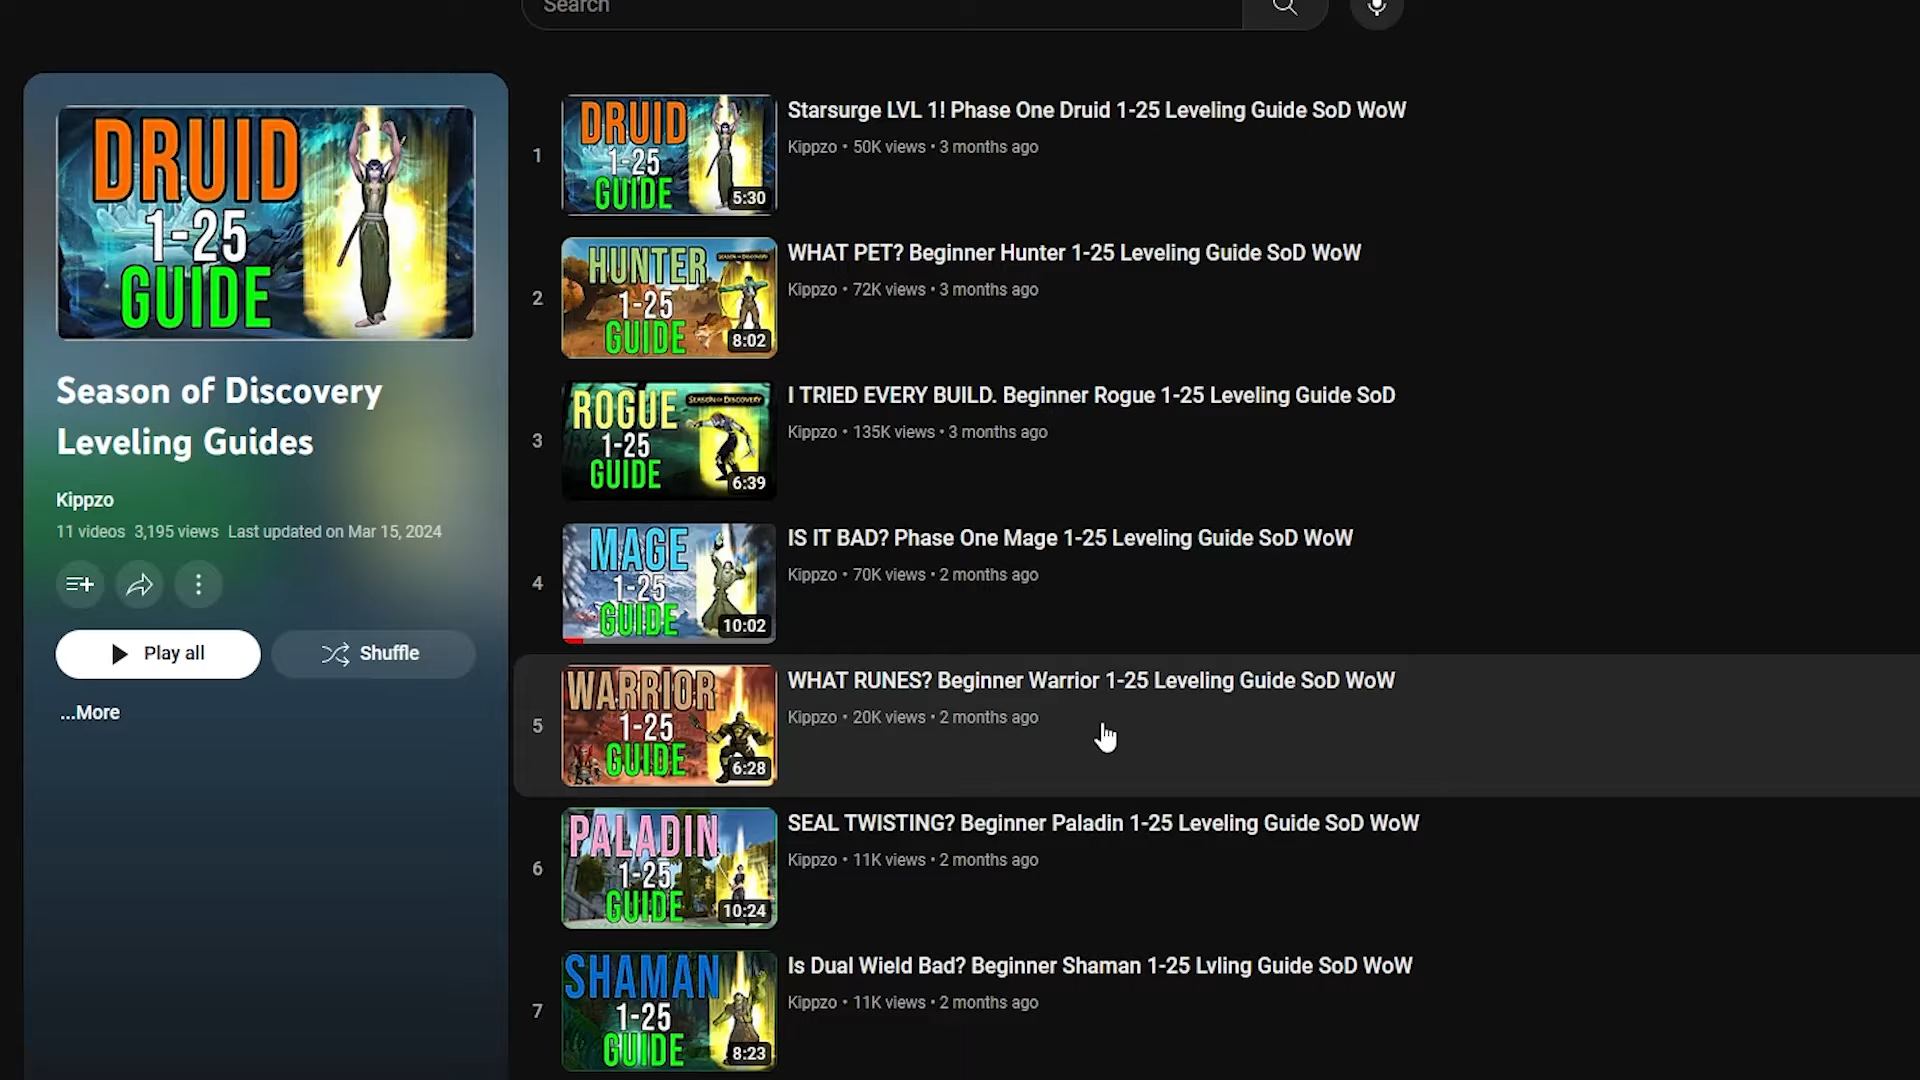 Search
DRUID
1-25
GUIDE
Season of Discovery
Leveling Guides
Kippzo
11 videos 3,195 views Last updated on Mar 15, 2024
Play all
Shuffle
...More
1
DRUID
1-25
GUIDE
5:30
Starsurge LVL 1! Phase One Druid 1-25 Leveling Guide SoD WoW
Kippzo • 50K views • 3 months ago
2
HUNTER
SEASON OF DISCOVERY
1-25
GUIDE
8:02
WHAT PET? Beginner Hunter 1-25 Leveling Guide SoD WoW
Kippzo • 72K views • 3 months ago
3
ROGUE
SEASON OF DISCOVERY
1-25
GUIDE
6:39
I TRIED EVERY BUILD. Beginner Rogue 1-25 Leveling Guide SoD
Kippzo • 135K views • 3 months ago
4
MAGE
1-25
GUIDE
10:02
IS IT BAD? Phase One Mage 1-25 Leveling Guide SoD WoW
Kippzo • 70K views • 2 months ago
5
WARRIOR
1-25
GUIDE
6:28
WHAT RUNES? Beginner Warrior 1-25 Leveling Guide SoD WoW
Kippzo • 20K views • 2 months ago
6
PALADIN
1-25
GUIDE
10:24
SEAL TWISTING? Beginner Paladin 1-25 Leveling Guide SoD WoW
Kippzo • 11K views • 2 months ago
7
SHAMAN
1-25
GUIDE
8:23
Is Dual Wield Bad? Beginner Shaman 1-25 Lvling Guide SoD WoW
Kippzo • 11K views • 2 months ago